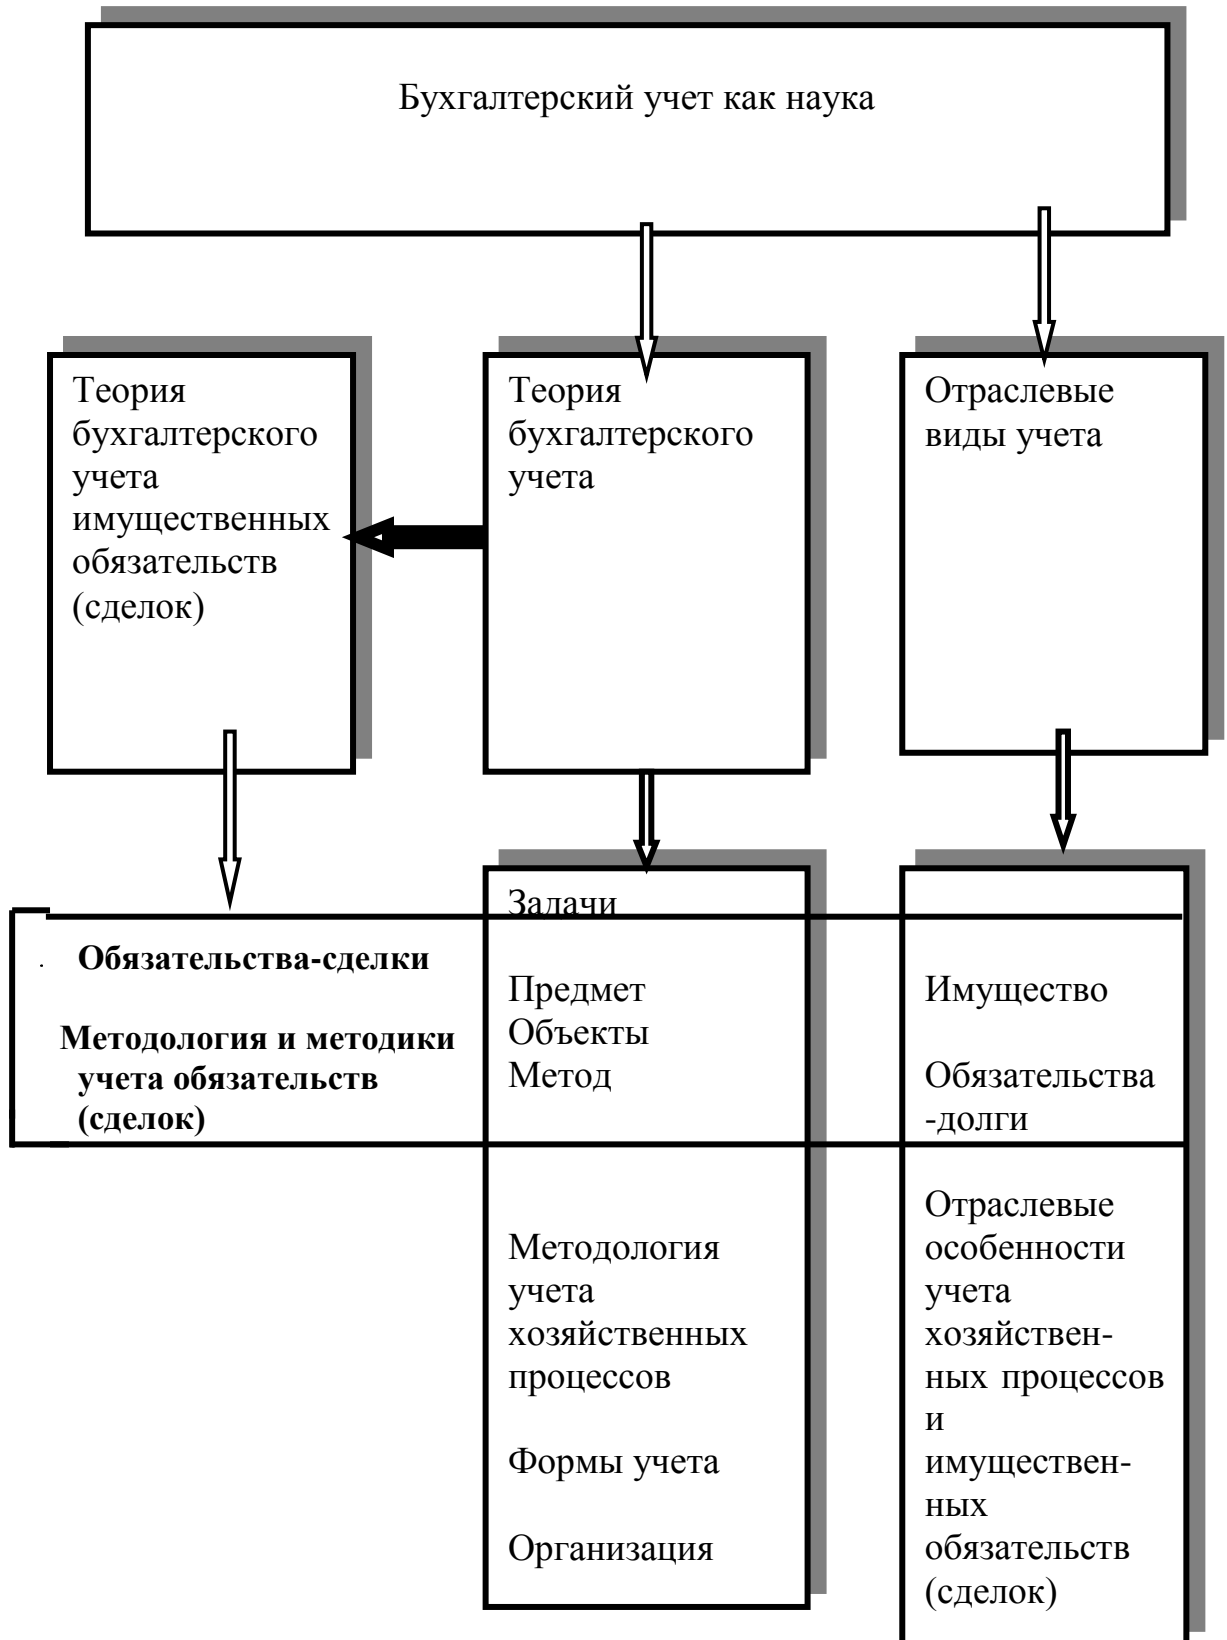 Бухгалтерский учет как наука
Теория
бухгалтерского
учета
имущественных
обязательств
(сделок)
Теория
бухгалтерского
учета
Отраслевые
виды учета
. Обязательства-сделки
Методология и методики
учета обязательств
(сделок)
Задачи
Предмет
Объекты
Метод
Методология
учета
хозяйственных
процессов
Формы учета
Организация
Имущество
Обязательства
-долги
Отраслевые
особенности
учета
хозяйствен-
ных процессов
и
имуществен-
ных
обязательств
(сделок)